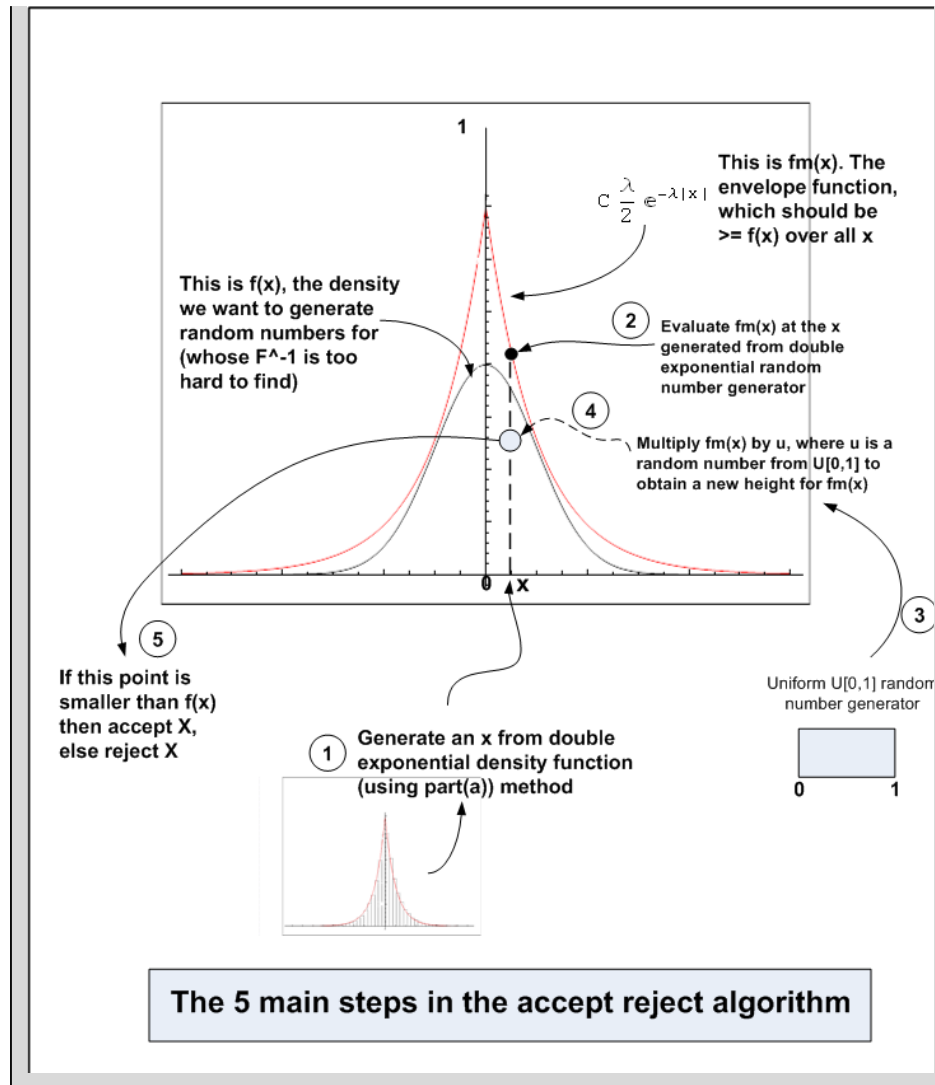 1
This is fm(x). The
envelope function,
which should be
>= f(x) over all x
C λ/2 e^-λ|x|
This is f(x), the density
we want to generate
random numbers for
(whose F^-1 is too
hard to find)
2
Evaluate fm(x) at the x
generated from double
exponential random
number generator
4
Multiply fm(x) by u, where u is a
random number from U[0,1] to
obtain a new height for fm(x)
0 x
3
5
If this point is
smaller than f(x)
then accept X,
else reject X
Uniform U[0,1] random
number generator
0 1
1
Generate an x from double
exponential density function
(using part(a)) method
The 5 main steps in the accept reject algorithm